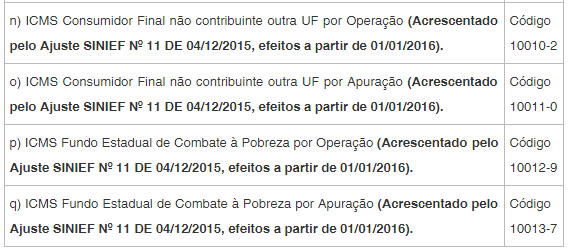 n) ICMS Consumidor Final não contribuinte outra UF por Operação (Acrescentado
pelo Ajuste SINIEF Nº 11 DE 04/12/2015, efeitos a partir de 01/01/2016).
Código
10010-2
o) ICMS Consumidor Final não contribuinte outra UF por Apuração (Acrescentado
pelo Ajuste SINIEF Nº 11 DE 04/12/2015, efeitos a partir de 01/01/2016).
Código
10011-0
p) ICMS Fundo Estadual de Combate à Pobreza por Operação (Acrescentado pelo
Ajuste SINIEF Nº 11 DE 04/12/2015, efeitos a partir de 01/01/2016).
Código
10012-9
q) ICMS Fundo Estadual de Combate à Pobreza por Apuração (Acrescentado pelo
Ajuste SINIEF Nº 11 DE 04/12/2015, efeitos a partir de 01/01/2016).
Código
10013-7